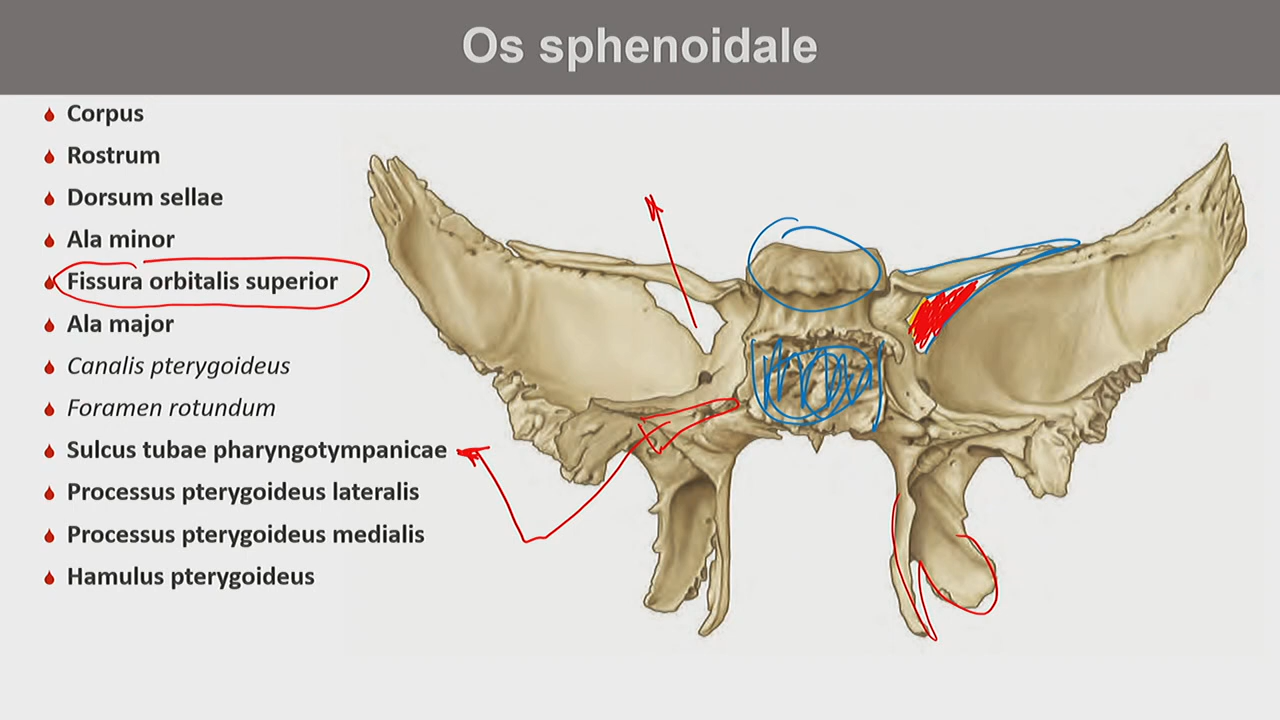 Os sphenoidale
Corpus
Rostrum
Dorsum sellae
Ala minor
Fissura orbitalis superior
Ala major
Canalis pterygoideus
Foramen rotundum
Sulcus tubae pharyngotympanicae
Processus pterygoideus lateralis
Processus pterygoideus medialis
Hamulus pterygoideus